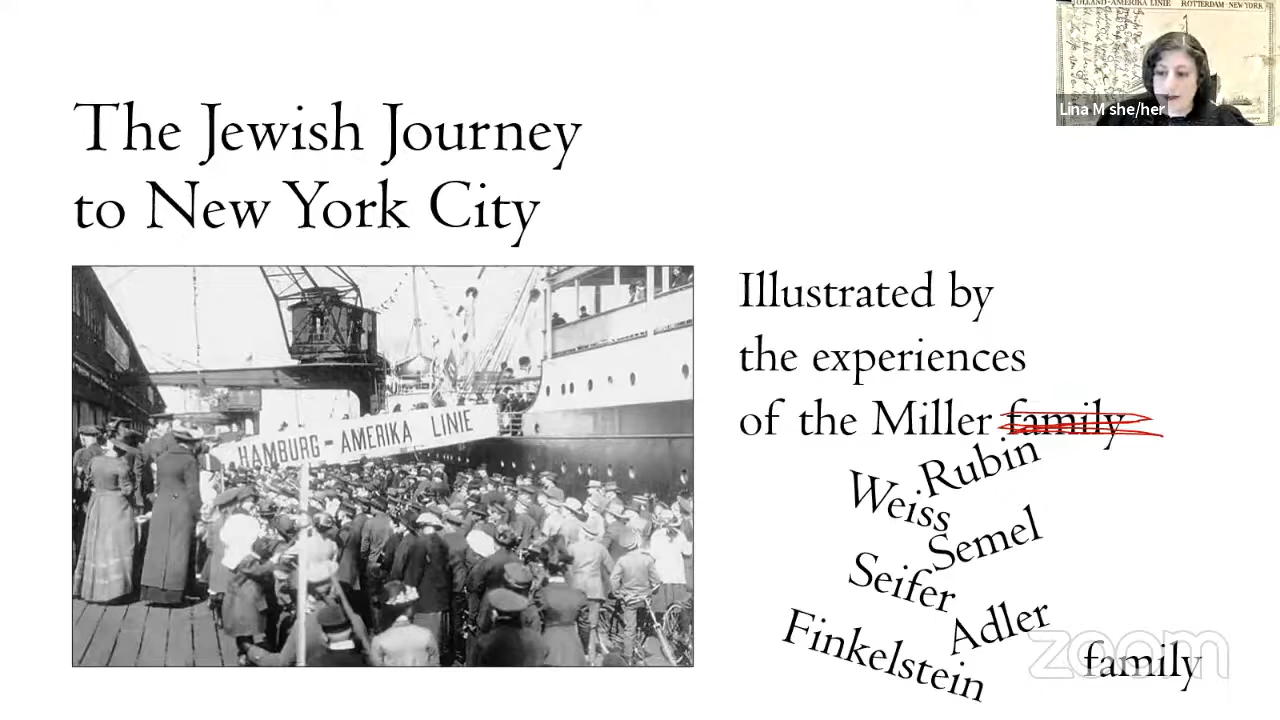 HOLLAND-AMERIKA LINIE ROTTERDAM-NEW YORK
Lina M she/her
The Jewish Journey
to New York City
HAMBURG-AMERIKA LINIE
Illustrated by
the experiences
of the Miller family
Rubin
Weiss
Semel
Seifer
Adler
Finkelstein
family
zoom